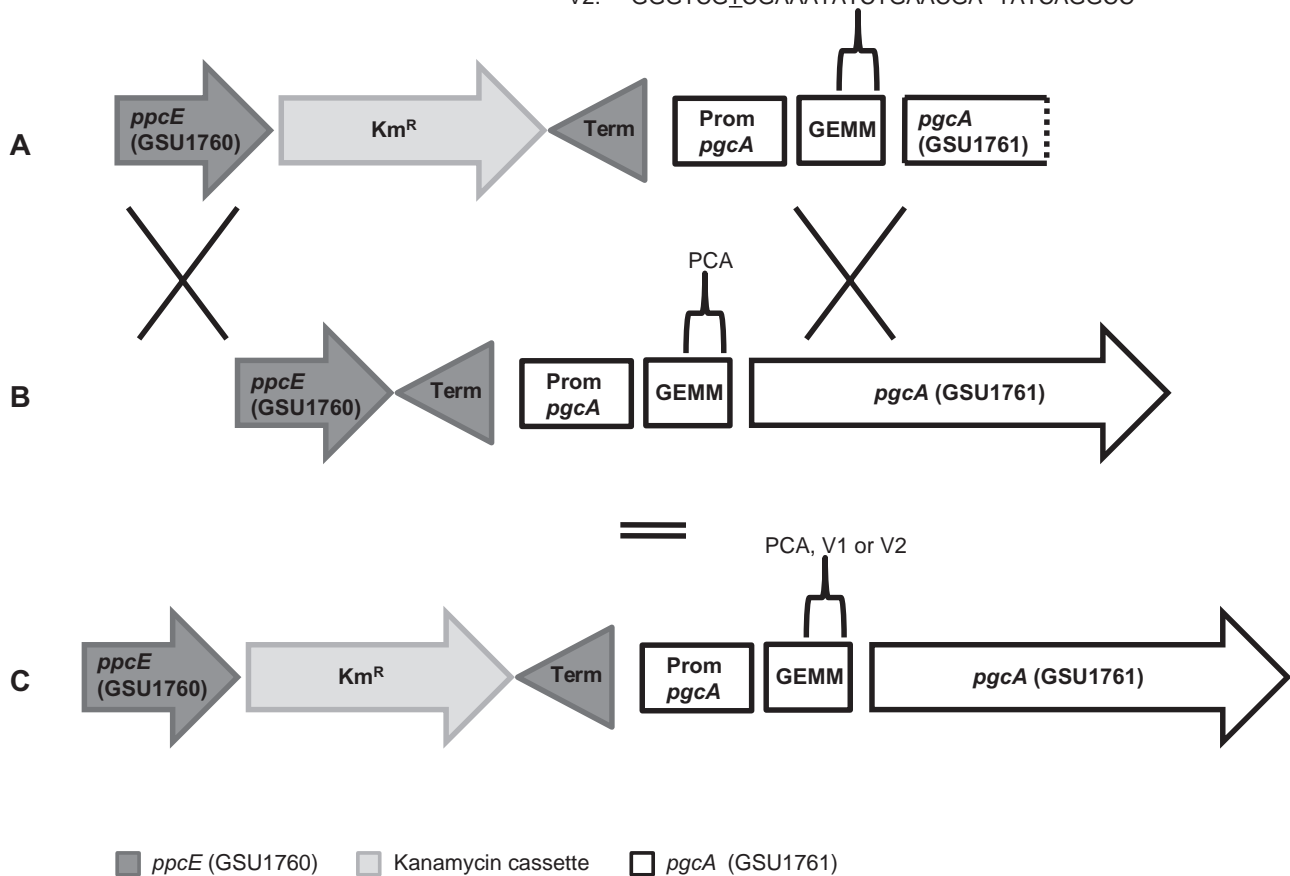 V2:
A
ppcE
(GSU1760)
KmR
Term
Prom
pgcA
GEMM
pgcA
(GSU1761)
PCA
B
ppcE
(GSU1760)
Term
Prom
pgcA
GEMM
pgcA (GSU1761)
PCA, V1 or V2
C
ppcE
(GSU1760)
KmR
Term
Prom
pgcA
GEMM
pgcA (GSU1761)
ppcE (GSU1760) Kanamycin cassette pgcA (GSU1761)